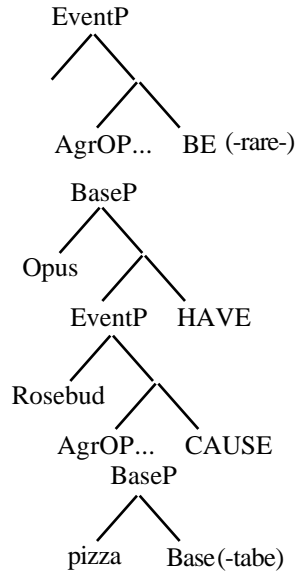 EventP
AgrOP... BE (-rare-)
BaseP
Opus
EventP HAVE
Rosebud
AgrOP... CAUSE
BaseP
pizza Base(-tabe)